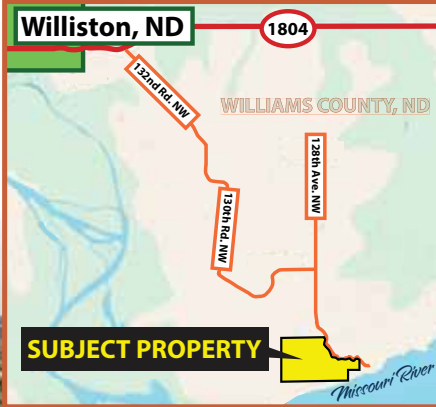 Williston, ND
1804
132nd Rd. NW
WILLIAMS COUNTY, ND
128th Ave. NW
130th Rd. NW
SUBJECT PROPERTY
Missouri River